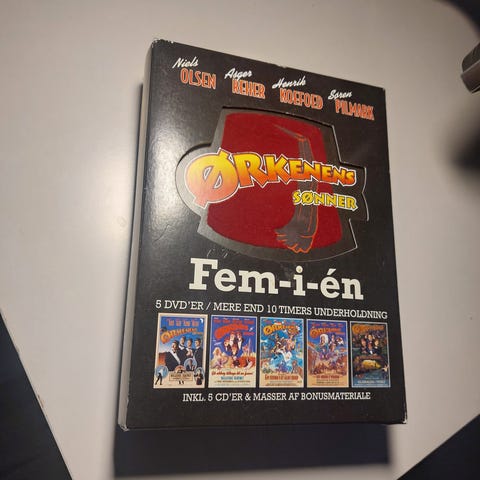 Niels OLSEN
Asger REHER
Henrik KOEFOED
Søren PILMARK
ØRKENENS
SØNNER
Fem-i-én
5 DVD'ER / MERE END 10 TIMERS UNDERHOLDNING
INKL. 5 CD'ER & MASSER AF BONUSMATERIALE